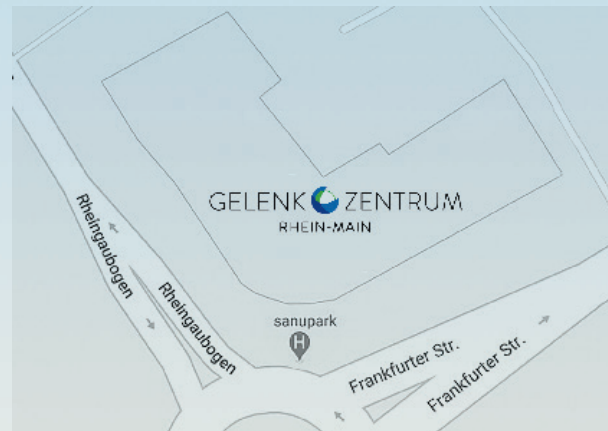 GELENK ZENTRUM
RHEIN-MAIN
Rheingaubogen
Rheingaubogen
sanupark
H
Frankfurter Str.
Frankfurter Str.